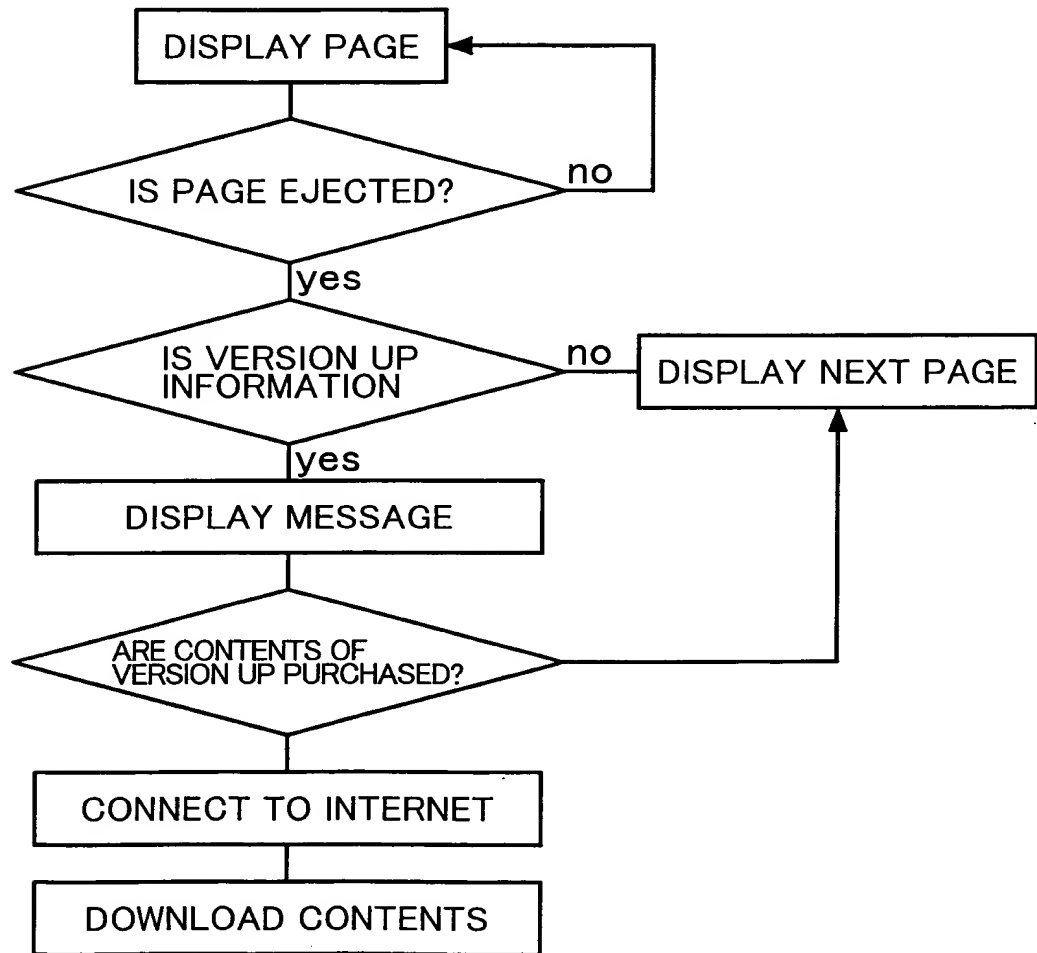 DISPLAY PAGE
IS PAGE EJECTED?
no
yes
IS VERSION UP
INFORMATION
no
DISPLAY NEXT PAGE
yes
DISPLAY MESSAGE
ARE CONTENTS OF
VERSION UP PURCHASED?
CONNECT TO INTERNET
DOWNLOAD CONTENTS